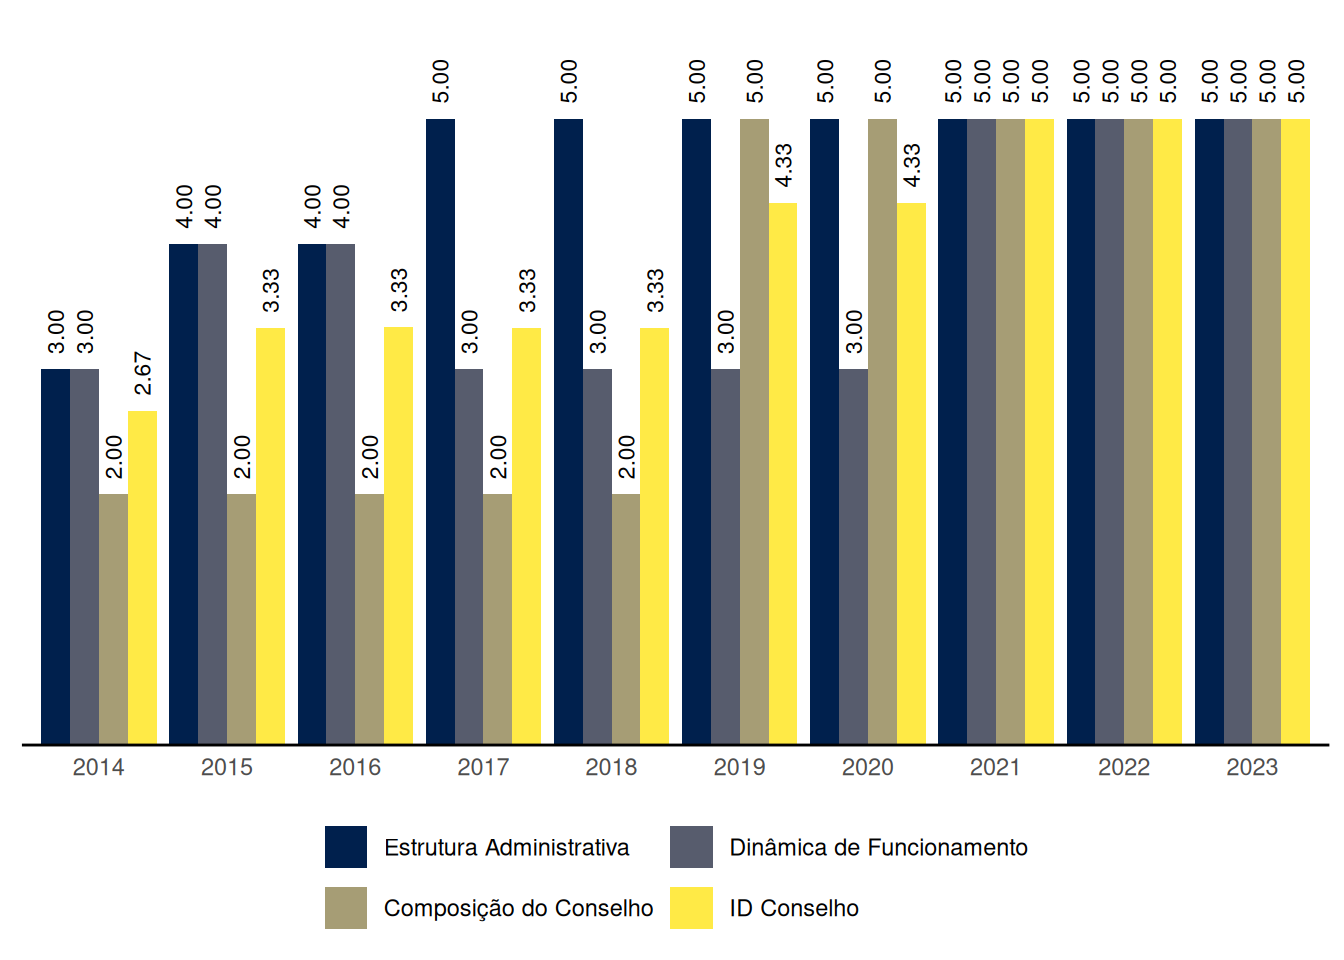 3.00 3.00 2.00 2.67
4.00 4.00 2.00 3.33
4.00 4.00 2.00 3.33
5.00 3.00 2.00 3.33
5.00 3.00 2.00 3.33
5.00 3.00 5.00 4.33
5.00 3.00 5.00 4.33
5.00 5.00 5.00 5.00
5.00 5.00 5.00 5.00
5.00 5.00 5.00 5.00
2014 2015 2016 2017 2018 2019 2020 2021 2022 2023
Estrutura Administrativa Dinâmica de Funcionamento
Composição do Conselho ID Conselho